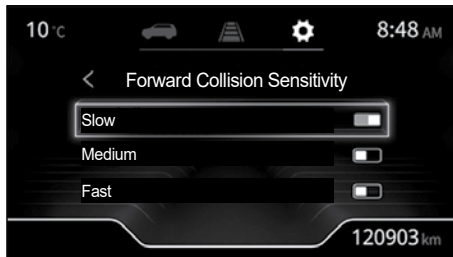 10 °C
8:48 AM
Forward Collision Sensitivity
Slow
Medium
Fast
120903 km